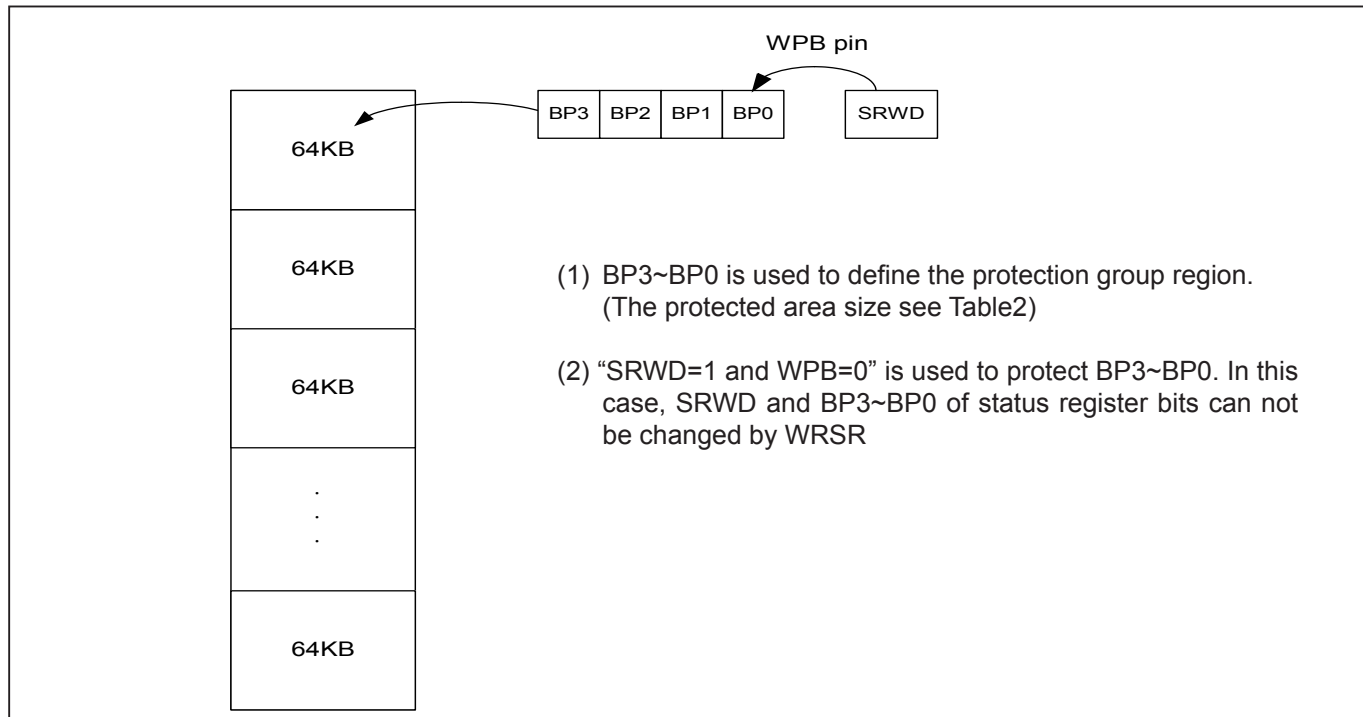 WPB pin
BP3 BP2 BP1 BP0 SRWD
64KB
64KB
64KB
.
.
.
64KB
(1) BP3~BP0 is used to define the protection group region.
(The protected area size see Table2)
(2) “SRWD=1 and WPB=0” is used to protect BP3~BP0. In this
case, SRWD and BP3~BP0 of status register bits can not
be changed by WRSR